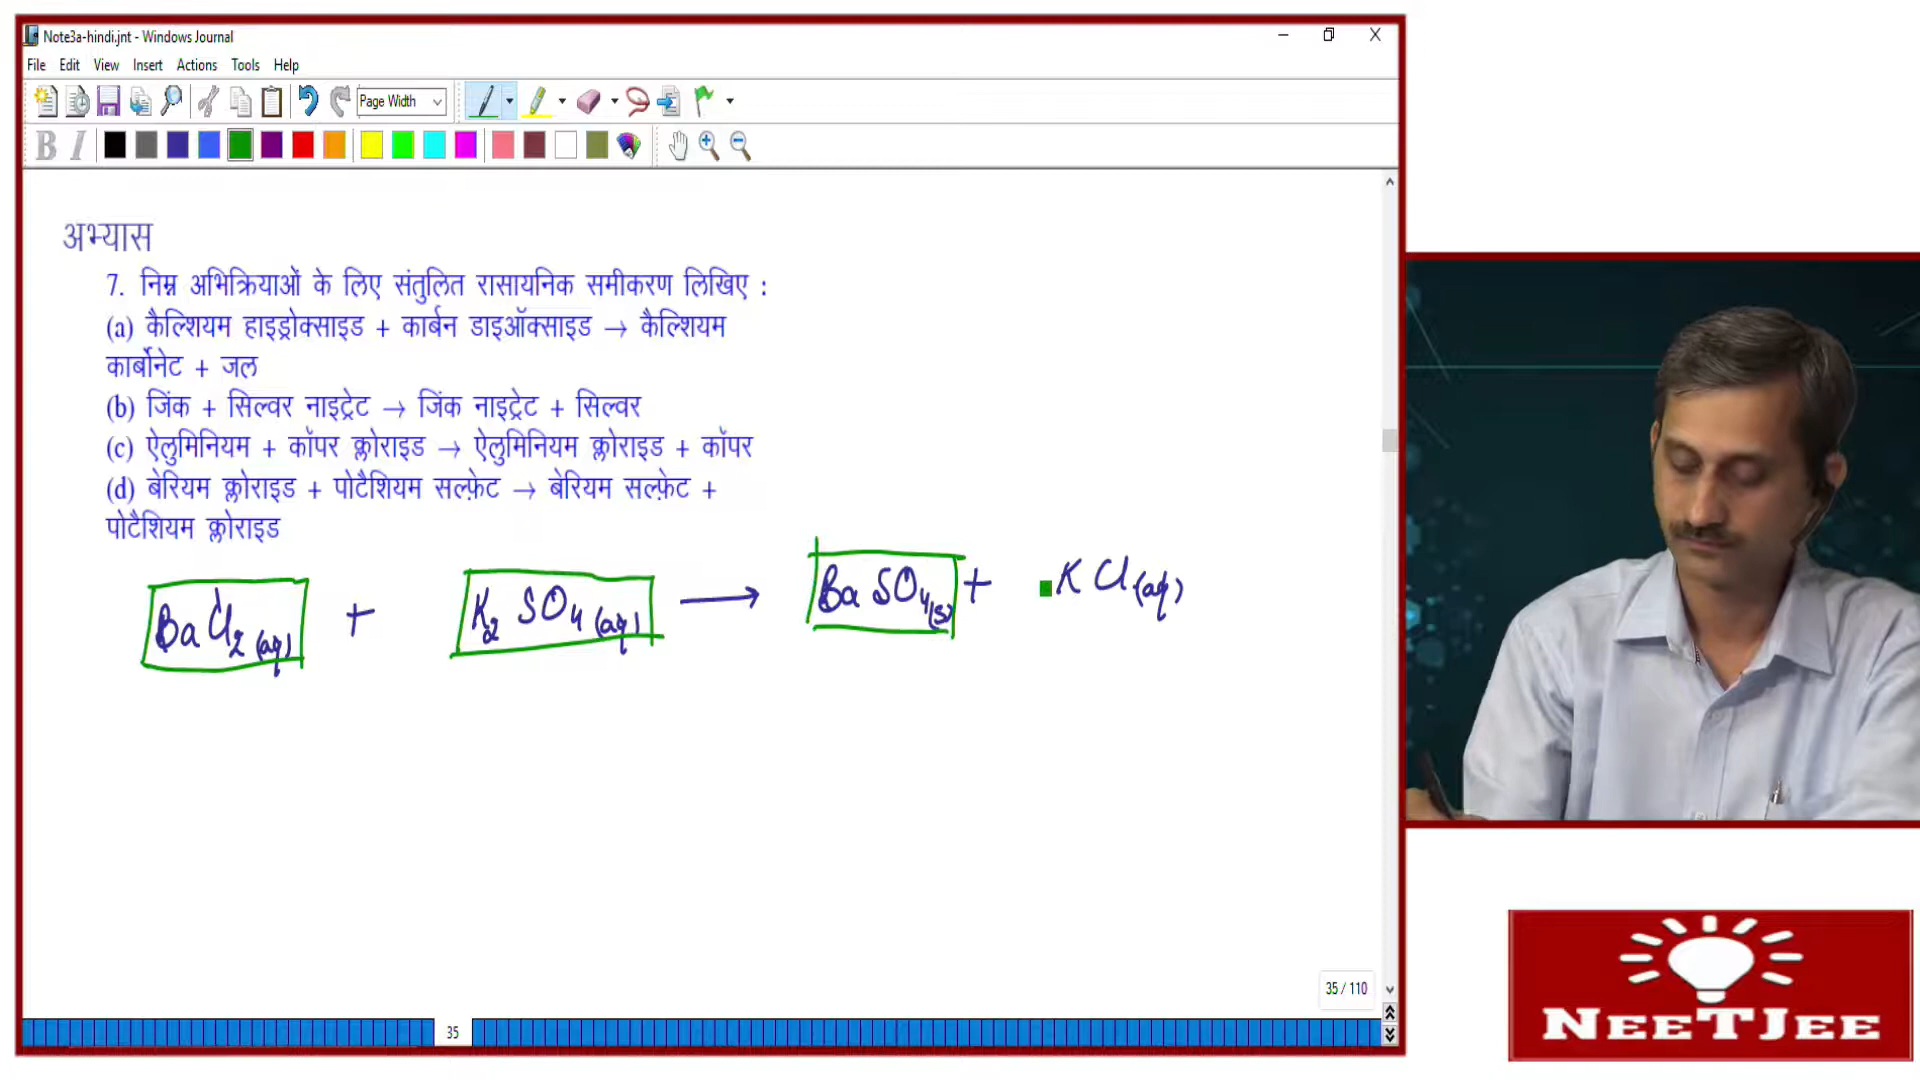 Note3a-hindi.jnt - Windows Journal
File Edit View Insert Actions Tools Help
Page Width
B I
अभ्यास
7. निम्न अभिक्रियाओं के लिए संतुलित रासायनिक समीकरण लिखिए :
(a) कैल्शियम हाइड्रोक्साइड + कार्बन डाइऑक्साइड → कैल्शियम
कार्बोनेट + जल
(b) जिंक + सिल्वर नाइट्रेट → जिंक नाइट्रेट + सिल्वर
(c) ऐलुमिनियम + कॉपर क्लोराइड → ऐलुमिनियम क्लोराइड + कॉपर
(d) बेरियम क्लोराइड + पोटैशियम सल्फ़ेट → बेरियम सल्फ़ेट +
पोटैशियम क्लोराइड
BaCl₂(aq) + K₂SO₄(aq) → BaSO₄(s) + KCl(aq)
35 / 110
35
NEETJEE